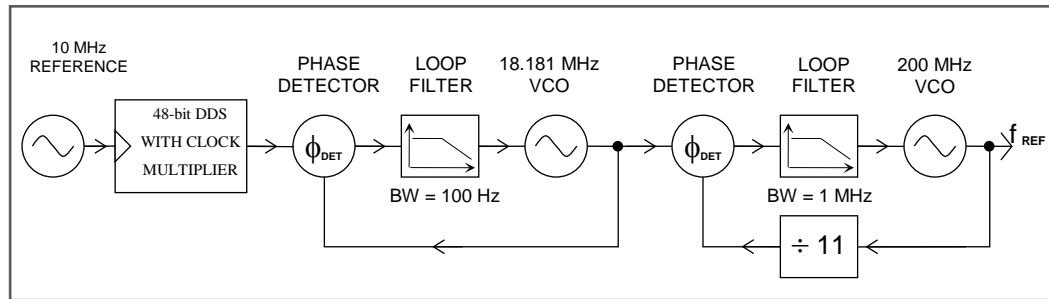 10 MHz
REFERENCE
48-bit DDS
WITH CLOCK
MULTIPLIER
PHASE
DETECTOR
ΦDET
LOOP
FILTER
BW = 100 Hz
18.181 MHz
VCO
PHASE
DETECTOR
ΦDET
LOOP
FILTER
BW = 1 MHz
200 MHz
VCO
f REF
÷ 11